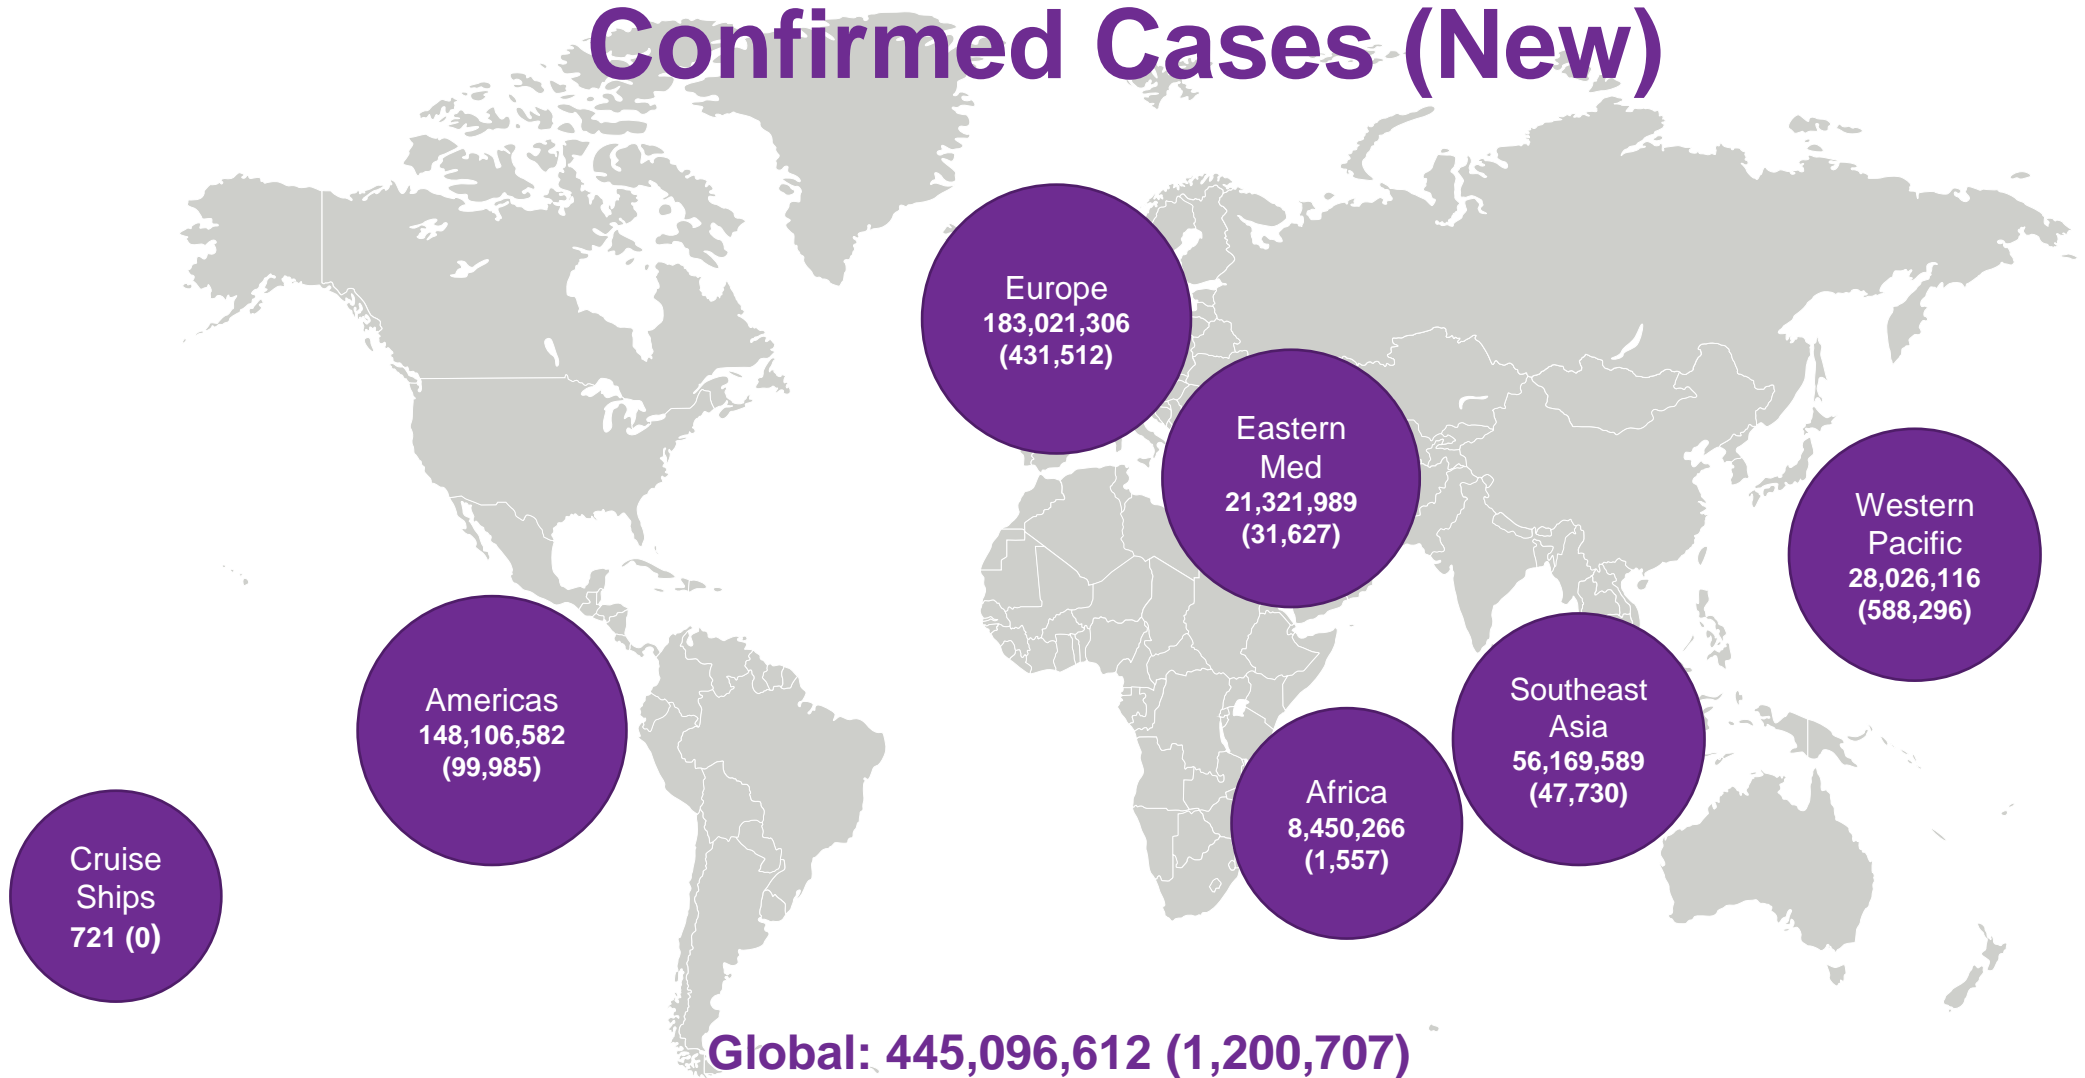 Confirmed Cases (New)
Europe
183,021,306
(431,512)
Eastern
Med
21,321,989
(31,627)
Western
Pacific
28,026,116
(588,296)
Americas
148,106,582
(99,985)
Southeast
Asia
56,169,589
(47,730)
Africa
8,450,266
(1,557)
Cruise
Ships
721 (0)
Global: 445,096,612 (1,200,707)